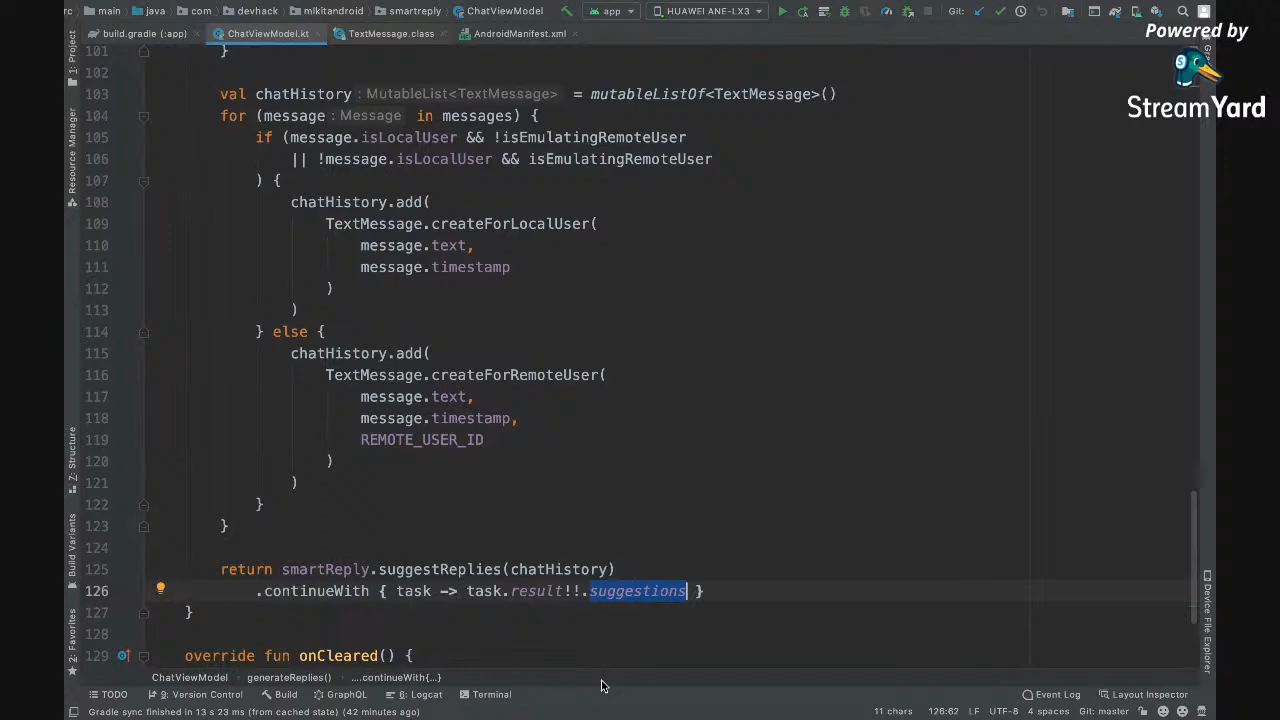 rc main java com devhack mlkitandroid smartreply ChatViewModel app HUAWEI ANE-LX3 Git:
build.gradle (:app) ChatViewModel.kt TextMessage.class AndroidManifest.xml
Powered by
StreamYard
1: Project
Resource Manager
7: Structure
Build Variants
2: Favorites
Device File Explorer
101 }
102
103 val chatHistory : MutableList<TextMessage> = mutableListOf<TextMessage>()
104 for (message : Message in messages) {
105 if (message.isLocalUser && !isEmulatingRemoteUser
106 || !message.isLocalUser && isEmulatingRemoteUser
107 ) {
108 chatHistory.add(
109 TextMessage.createForLocalUser(
110 message.text,
111 message.timestamp
112 )
113 )
114 } else {
115 chatHistory.add(
116 TextMessage.createForRemoteUser(
117 message.text,
118 message.timestamp,
119 REMOTE_USER_ID
120 )
121 )
122 }
123 }
124
125 return smartReply.suggestReplies(chatHistory)
126 .continueWith { task -> task.result!!.suggestions }
127 }
128
129 override fun onCleared() {
ChatViewModel generateReplies() ....continueWith{...}
TODO 9: Version Control Build GraphQL 6: Logcat Terminal Event Log Layout Inspector
Gradle sync finished in 13 s 23 ms (from cached state) (42 minutes ago) 11 chars 126:62 LF UTF-8 4 spaces Git: master